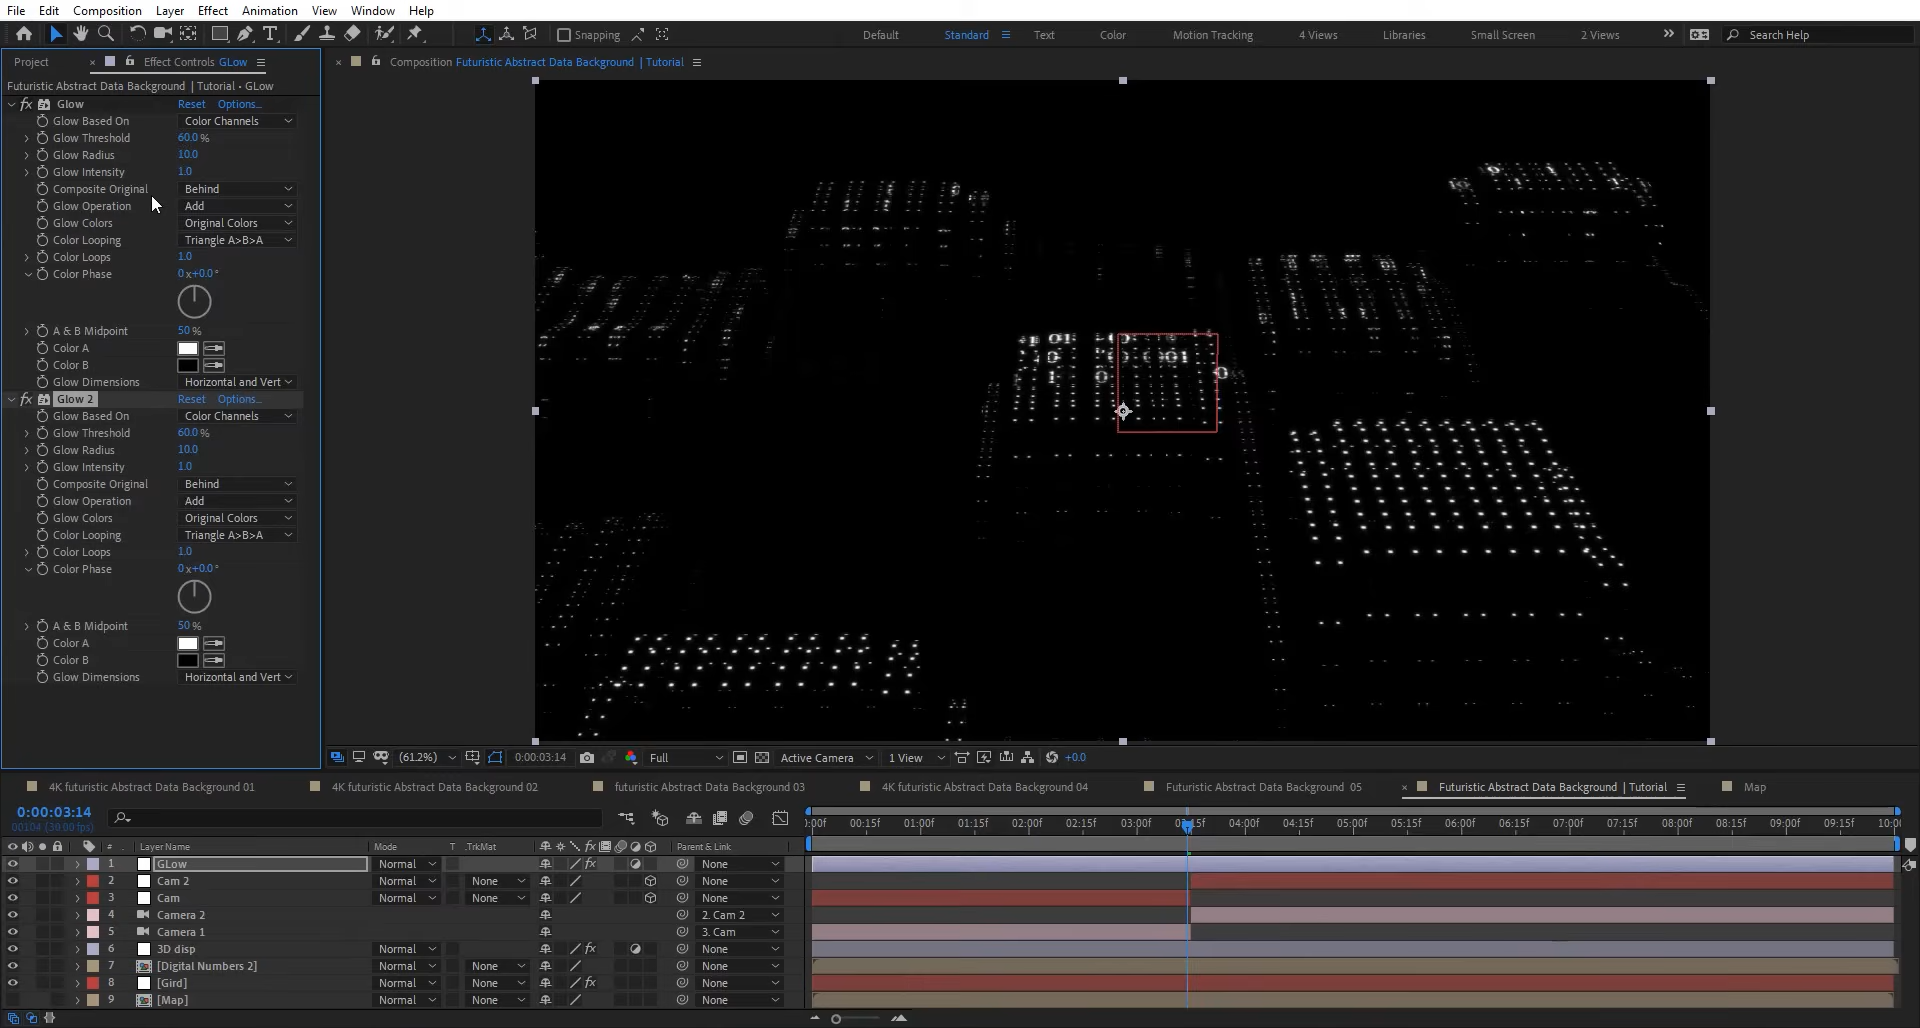 File Edit Composition Layer Effect Animation View Window Help
Snapping Default Standard Text Color Motion Tracking 4 Views Libraries Small Screen 2 Views Search Help
Project Effect Controls GLow
Composition Futuristic Abstract Data Background | Tutorial
Futuristic Abstract Data Background | Tutorial • GLow
fx Glow Reset Options...
Glow Based On Color Channels
Glow Threshold 60.0 %
Glow Radius 10.0
Glow Intensity 1.0
Composite Original Behind
Glow Operation Add
Glow Colors Original Colors
Color Looping Triangle A>B>A
Color Loops 1.0
Color Phase 0 x+0.0 °
A & B Midpoint 50 %
Color A
Color B
Glow Dimensions Horizontal and Vert
fx Glow 2 Reset Options...
Glow Based On Color Channels
Glow Threshold 60.0 %
Glow Radius 10.0
Glow Intensity 1.0
Composite Original Behind
Glow Operation Add
Glow Colors Original Colors
Color Looping Triangle A>B>A
Color Loops 1.0
Color Phase 0 x+0.0 °
A & B Midpoint 50 %
Color A
Color B
Glow Dimensions Horizontal and Vert
(61.2%) 0:00:03:14 Full Active Camera 1 View +0.0
4K futuristic Abstract Data Background 01 4K futuristic Abstract Data Background 02 futuristic Abstract Data Background 03 4K futuristic Abstract Data Background 04 Futuristic Abstract Data Background 05 Futuristic Abstract Data Background | Tutorial Map
0:00:03:14
00104 (30.00 fps)
:00f 00:15f 01:00f 01:15f 02:00f 02:15f 03:00f 04:00f 04:15f 05:00f 05:15f 06:00f 06:15f 07:00f 07:15f 08:00f 08:15f 09:00f 09:15f 10:0
# Layer Name Mode T .TrkMat fx Parent & Link
1 GLow Normal fx None
2 Cam 2 Normal None None
3 Cam Normal None None
4 Camera 2 2. Cam 2
5 Camera 1 3. Cam
6 3D disp Normal fx None
7 [Digital Numbers 2] Normal None None
8 [Gird] Normal None fx None
9 [Map] Normal None None